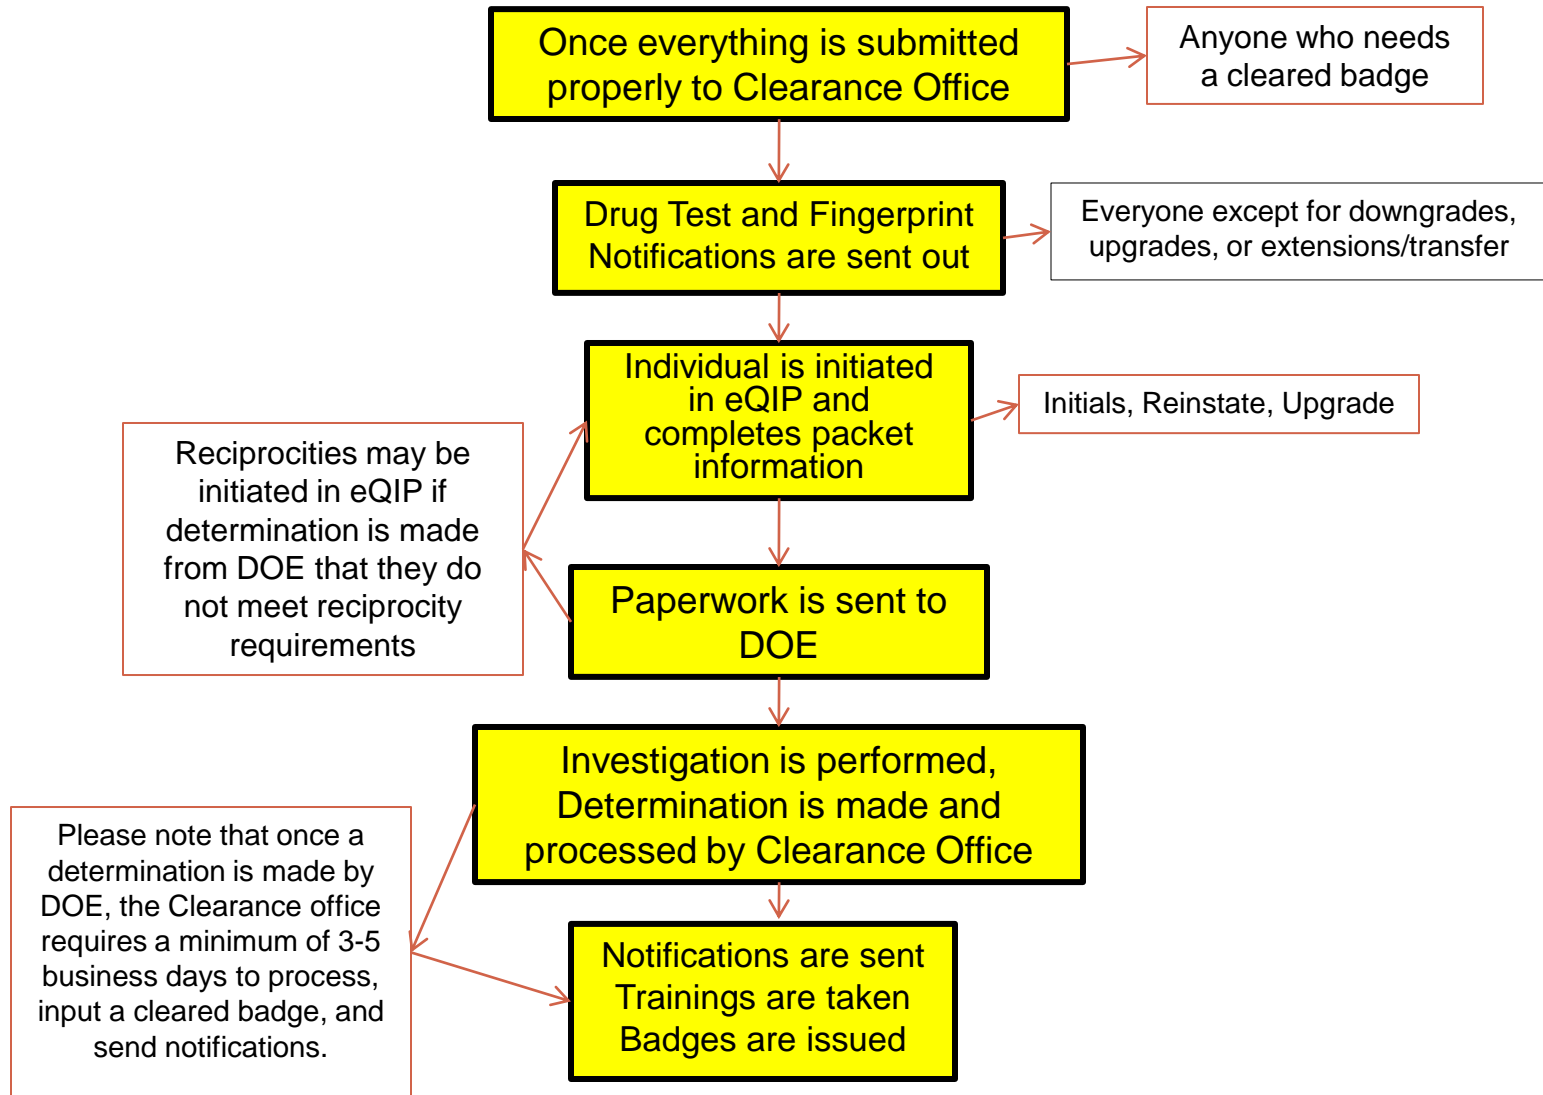 Once everything is submitted
properly to Clearance Office
Anyone who needs
a cleared badge
Drug Test and Fingerprint
Notifications are sent out
Everyone except for downgrades,
upgrades, or extensions/transfer
Individual is initiated
in eQIP and
completes packet
information
Initials, Reinstate, Upgrade
Reciprocities may be
initiated in eQIP if
determination is made
from DOE that they do
not meet reciprocity
requirements
Paperwork is sent to
DOE
Investigation is performed,
Determination is made and
processed by Clearance Office
Please note that once a
determination is made by
DOE, the Clearance office
requires a minimum of 3-5
business days to process,
input a cleared badge, and
send notifications.
Notifications are sent
Trainings are taken
Badges are issued